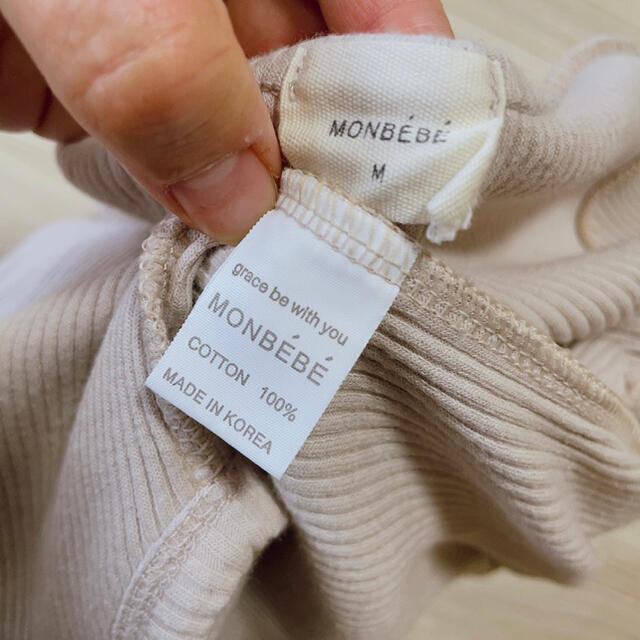 MONBÉBÉ
M
grace be with you
MONBÉBÉ
COTTON 100%
MADE IN KOREA